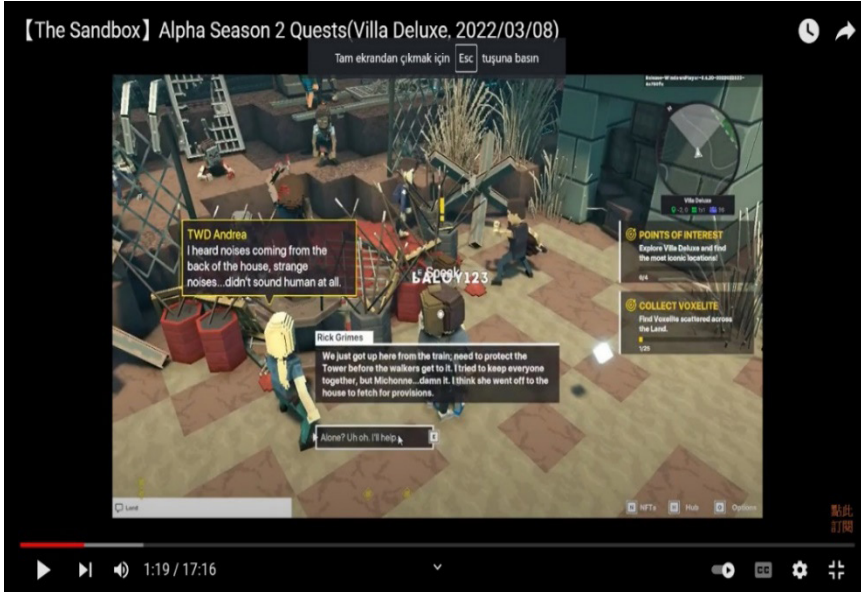 【The Sandbox】Alpha Season 2 Quests(Villa Deluxe, 2022/03/08)
Tam ekrandan çıkmak için Esc tuşuna basın
Villa Deluxe
TWD Andrea
I heard noises coming from the
back of the house, strange
noises...didn't sound human at all.
POINTS OF INTEREST
Explore Villa Deluxe and find
the most iconic locations!
0/4
Speak
BALOY123
COLLECT VOXELITE
Find Voxelite scattered across
the Land.
1/25
Rick Grimes
We just got up here from the train; need to protect the
Tower before the walkers get to it. I tried to keep everyone
together, but Michonne...damn it. I think she went off to the
house to fetch for provisions.
Alone? Uh oh. I'll help.
E
Land
NFTs
Hub
Options
點此
訂閱
1:19 / 17:16
CC